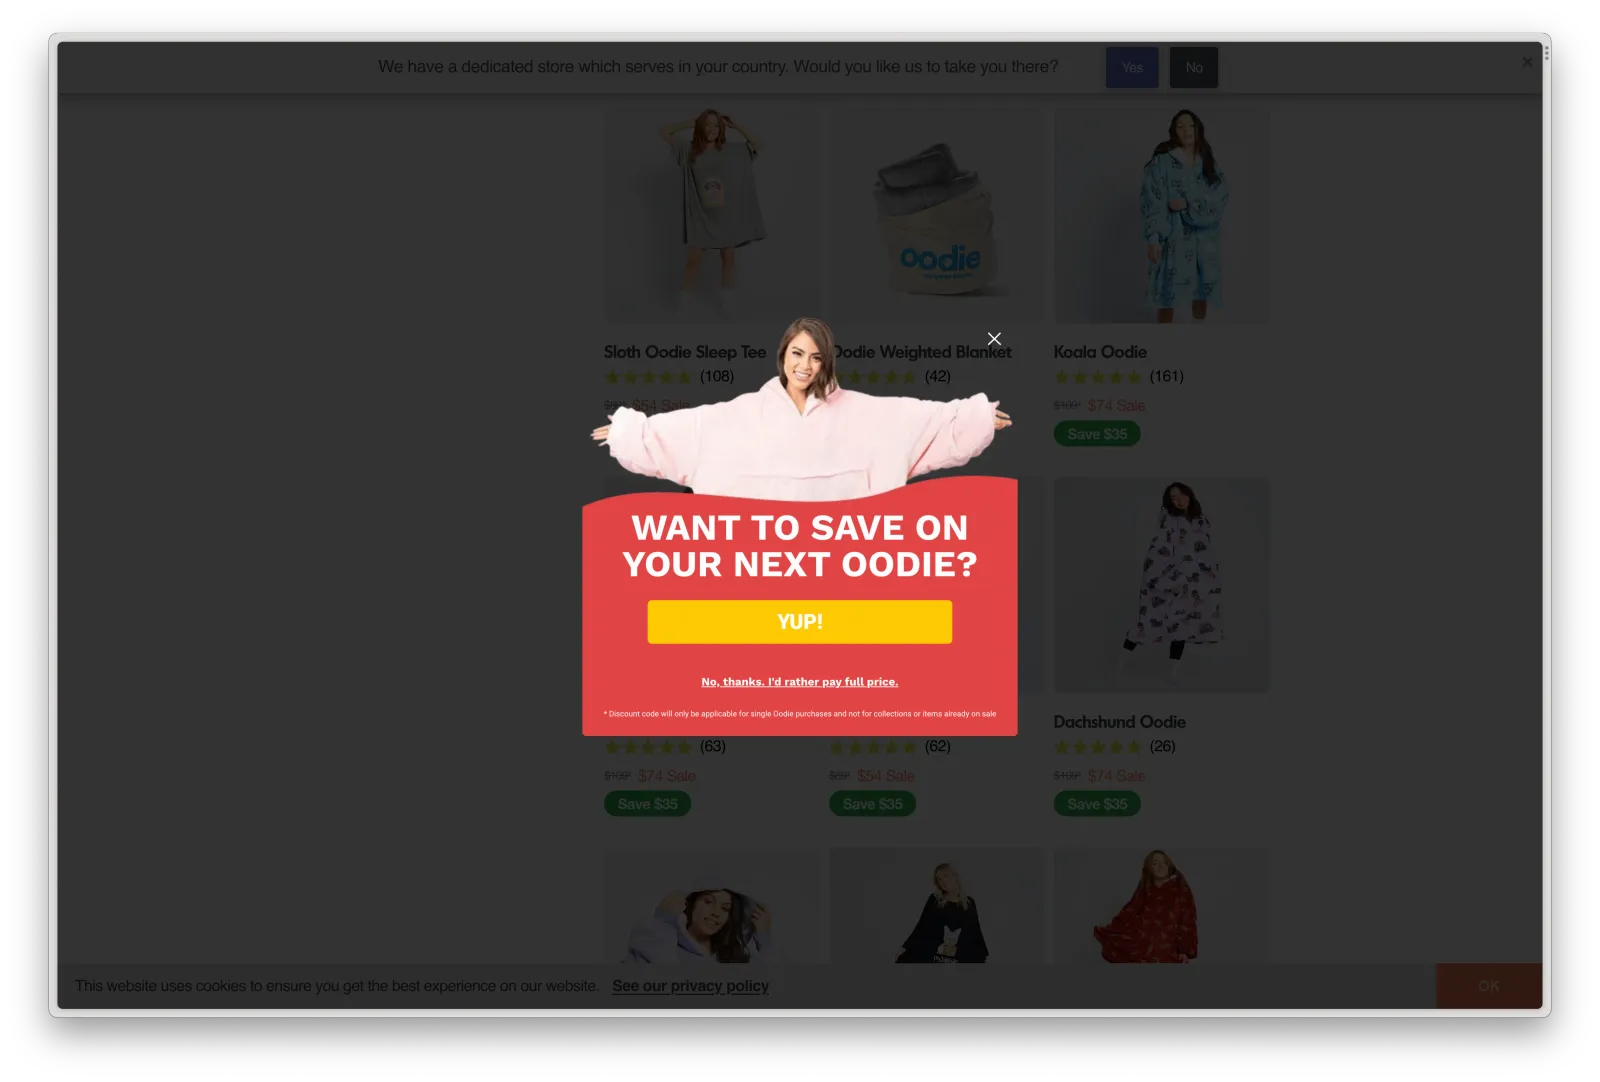 We have a dedicated store which serves in your country. Would you like us to take you there?
Yes
No
Oodie
Sloth Oodie Sleep Tee
★★★★★ (108)
$54 Sale
Oodie Weighted Blanket
★★★★★ (42)
Koala Oodie
★★★★★ (161)
$109 $74 Sale
Save $35
WANT TO SAVE ON
YOUR NEXT OODIE?
YUP!
No, thanks. I'd rather pay full price.
* Discount code will only be applicable for single Oodie purchases and not for collections or items already on sale
★★★★★ (63)
$109 $74 Sale
Save $35
★★★★★ (62)
$89 $54 Sale
Save $35
Dachshund Oodie
★★★★★ (26)
$109 $74 Sale
Save $35
This website uses cookies to ensure you get the best experience on our website. See our privacy policy
OK